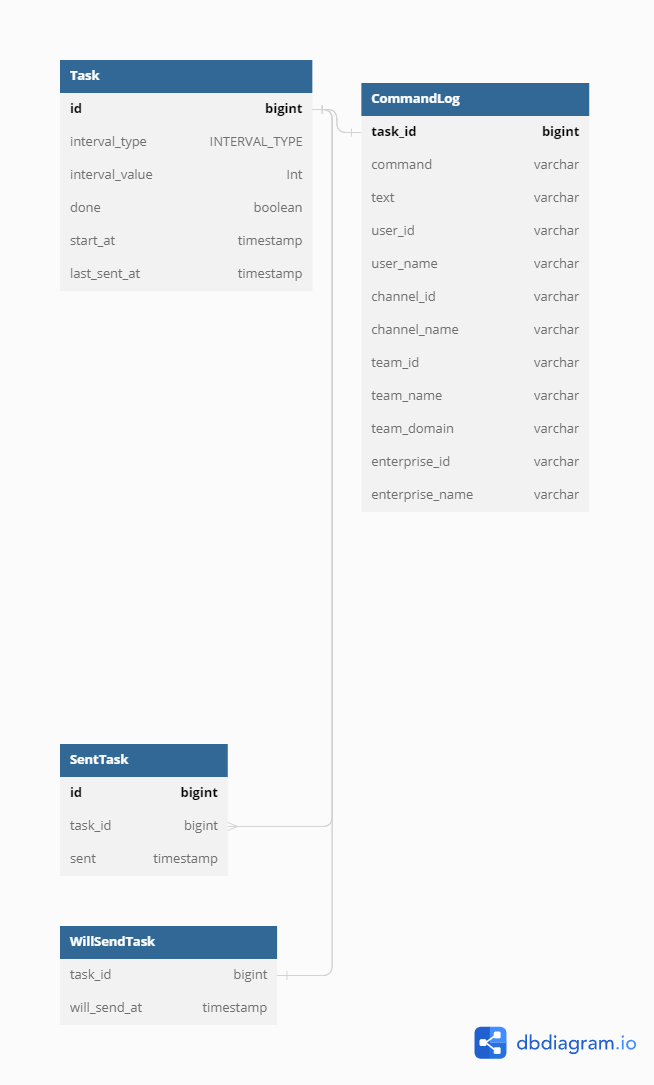 Task
id bigint
interval_type INTERVAL_TYPE
interval_value Int
done boolean
start_at timestamp
last_sent_at timestamp
CommandLog
task_id bigint
command varchar
text varchar
user_id varchar
user_name varchar
channel_id varchar
channel_name varchar
team_id varchar
team_name varchar
team_domain varchar
enterprise_id varchar
enterprise_name varchar
SentTask
id bigint
task_id bigint
sent timestamp
WillSendTask
task_id bigint
will_send_at timestamp
dbdiagram.io